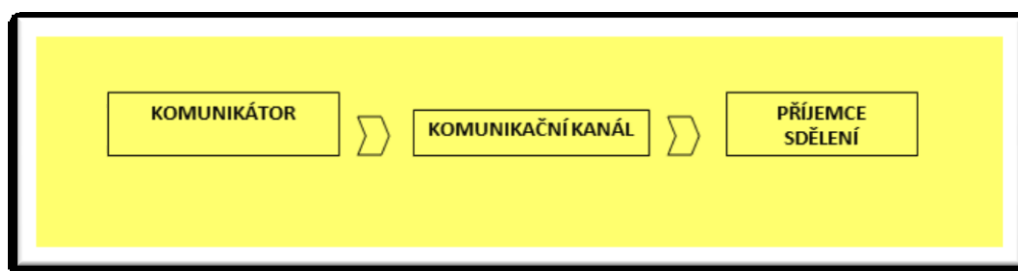 KOMUNIKÁTOR
KOMUNIKAČNÍ KANÁL
PŘÍJEMCE
SDĚLENÍ